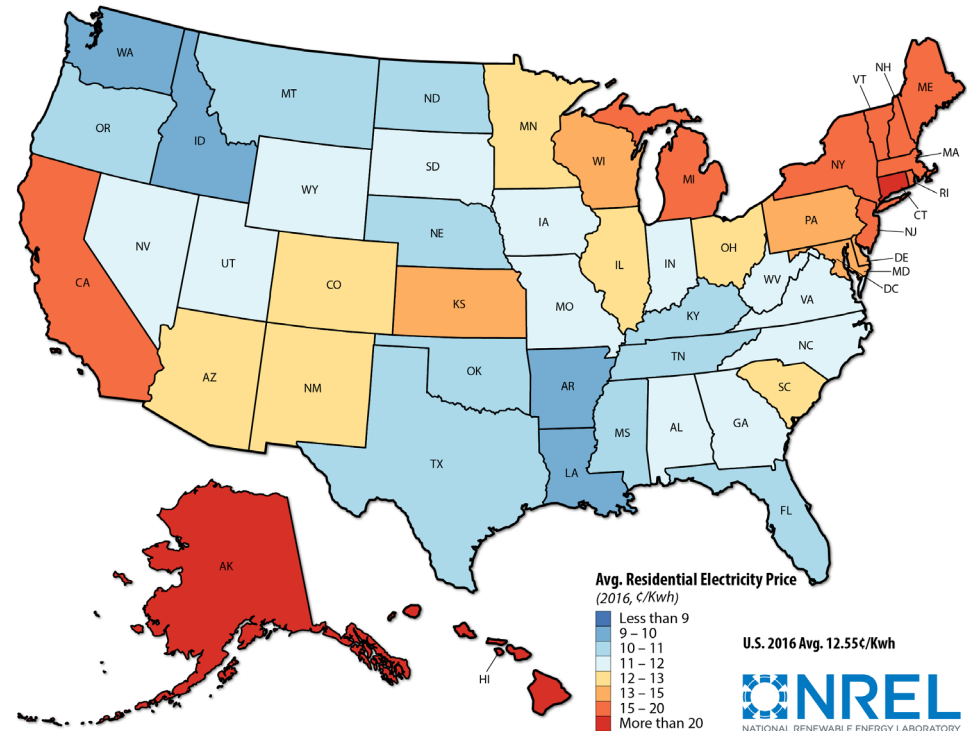 WA
MT
ND
MN
OR
ID
SD
WI
MI
NY
VT
NH
ME
MA
RI
CT
NJ
WY
IA
NE
PA
NV
UT
IL
IN
OH
DE
MD
DC
CA
CO
KS
MO
WV
VA
KY
AZ
NM
OK
AR
TN
NC
SC
TX
LA
MS
AL
GA
FL
AK
HI
Avg. Residential Electricity Price
(2016, ¢/Kwh)
Less than 9
9 – 10
10 – 11
11 – 12
12 – 13
13 – 15
15 – 20
More than 20
U.S. 2016 Avg. 12.55¢/Kwh
NREL
NATIONAL RENEWABLE ENERGY LABORATORY